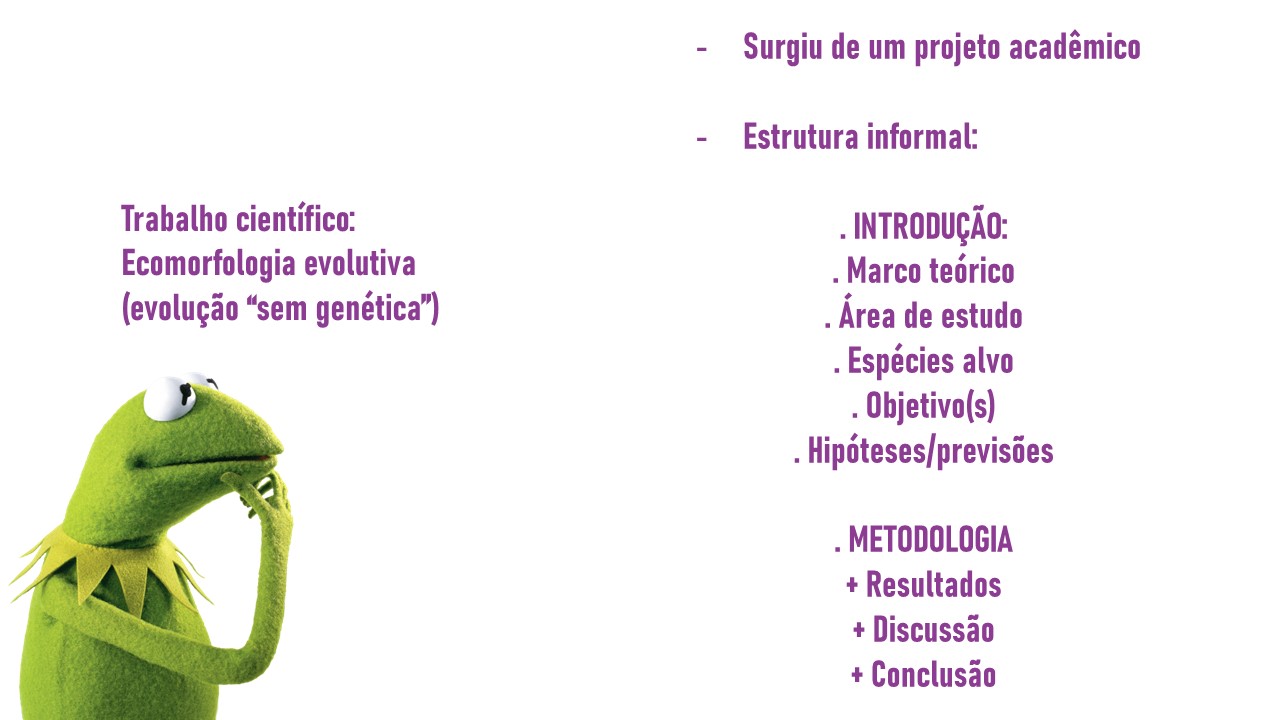 Trabalho científico:
Ecomorfologia evolutiva
(evolução “sem genética”)
- Surgiu de um projeto acadêmico
- Estrutura informal:
. INTRODUÇÃO:
. Marco teórico
. Área de estudo
. Espécies alvo
. Objetivo(s)
. Hipóteses/previsões
. METODOLOGIA
+ Resultados
+ Discussão
+ Conclusão